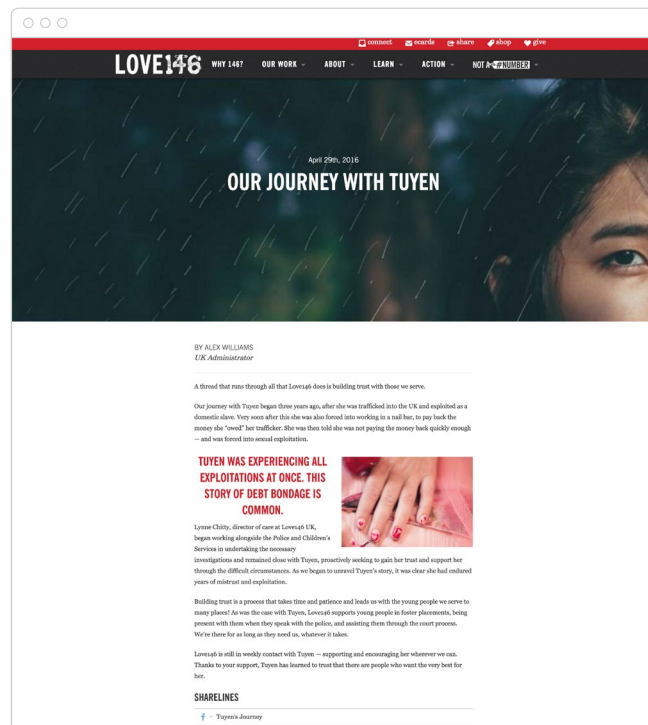 connect ecards share shop give
LOVE146 WHY 146? OUR WORK ABOUT LEARN ACTION NOT A #NUMBER
April 29th, 2016
OUR JOURNEY WITH TUYEN
BY ALEX WILLIAMS
UK Administrator
A thread that runs through all that Love146 does is building trust with those we serve.
Our journey with Tuyen began three years ago, after she was trafficked into the UK and exploited as a
domestic slave. Very soon after this she was also forced into working in a nail bar, to pay back the
money she “owed” her trafficker. She was then told she was not paying the money back quickly enough
— and was forced into sexual exploitation.
TUYEN WAS EXPERIENCING ALL
EXPLOITATIONS AT ONCE. THIS
STORY OF DEBT BONDAGE IS
COMMON.
Lynne Chitty, director of care at Love146 UK,
began working alongside the Police and Children’s
Services in undertaking the necessary
investigations and remained close with Tuyen, proactively seeking to gain her trust and support her
through the difficult circumstances. As we began to unravel Tuyen’s story, it was clear she had endured
years of mistrust and exploitation.
Building trust is a process that takes time and patience and leads us with the young people we serve to
many places! As was the case with Tuyen, Love146 supports young people in foster placements, being
present with them when they speak with the police, and assisting them through the court process.
We’re there for as long as they need us, whatever it takes.
Love146 is still in weekly contact with Tuyen — supporting and encouraging her wherever we can.
Thanks to your support, Tuyen has learned to trust that there are people who want the very best for
her.
SHARELINES
Tuyen's Journey